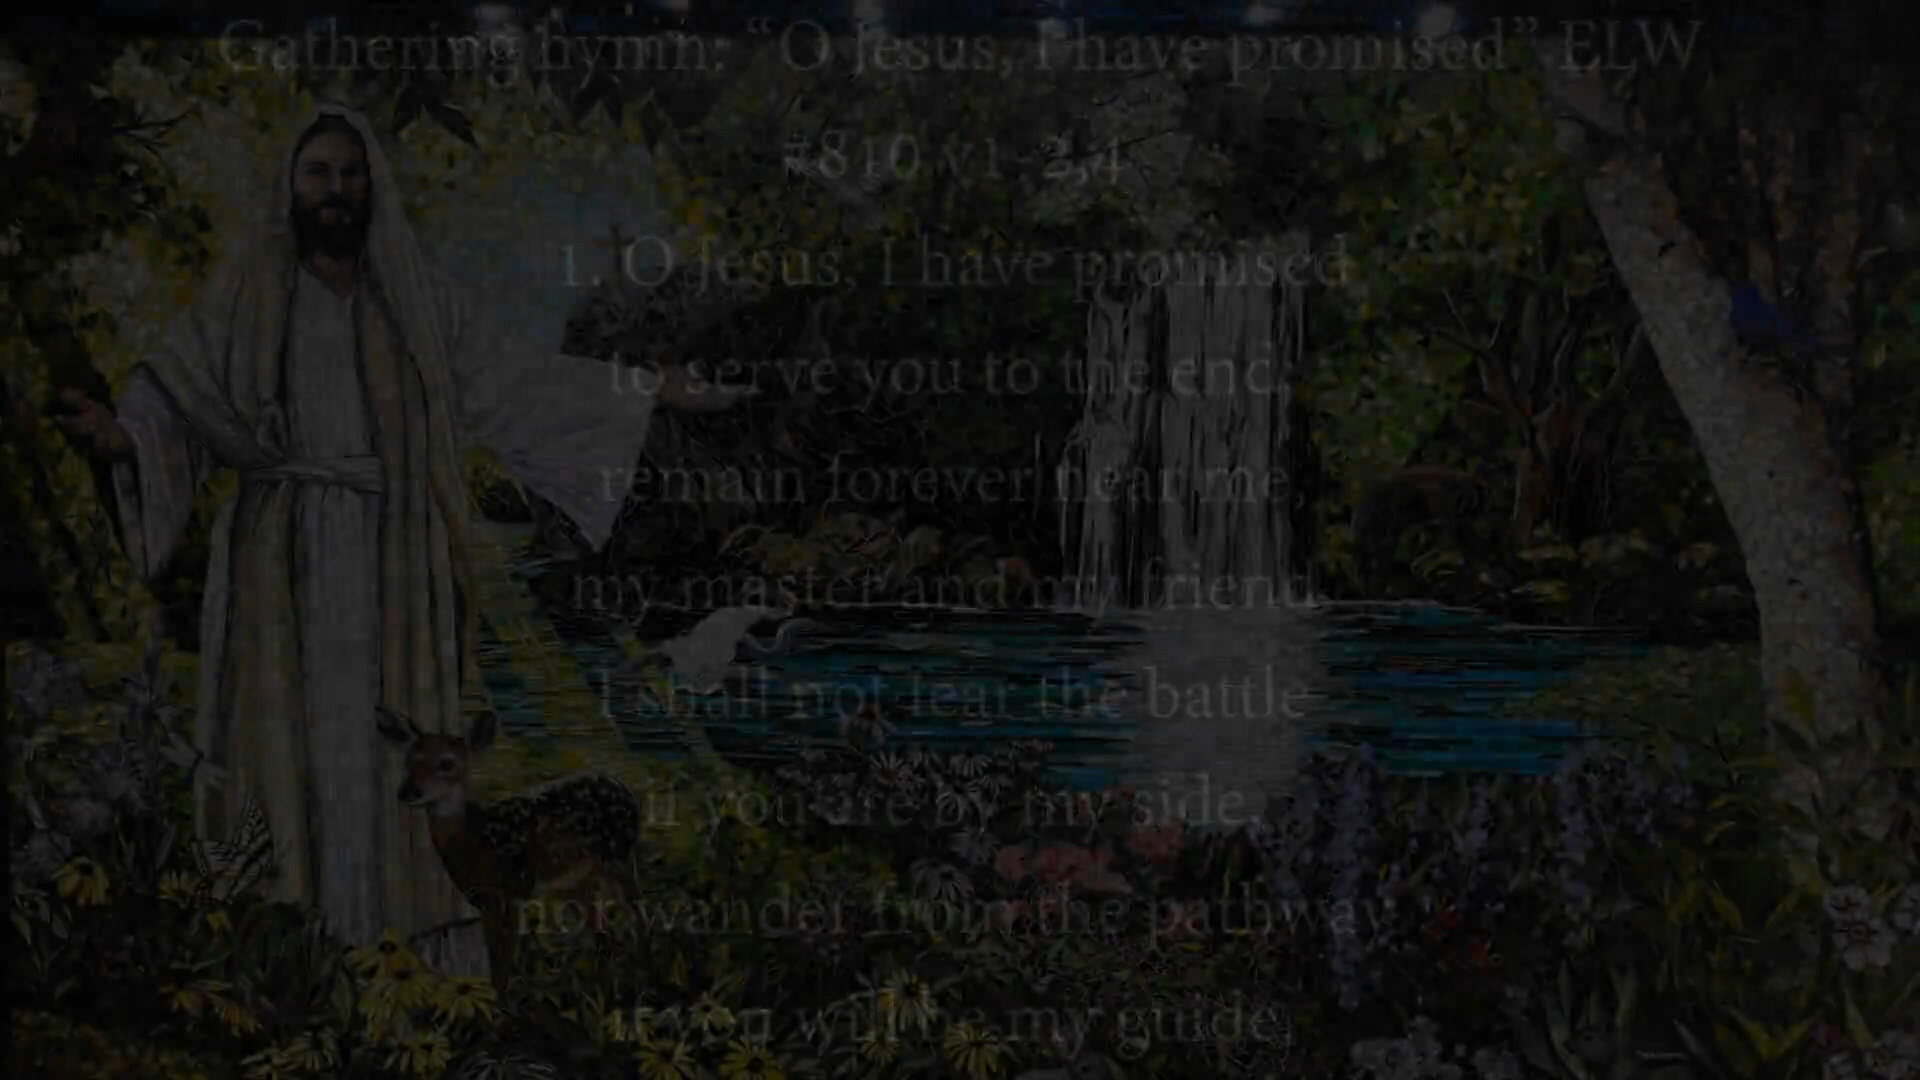 Gathering hymn: “O Jesus, I have promised” ELW
#810 v1-2,4
1. O Jesus, I have promised
to serve you to the end;
remain forever near me,
my master and my friend.
I shall not fear the battle
if you are by my side,
nor wander from the pathway
if you will be my guide.